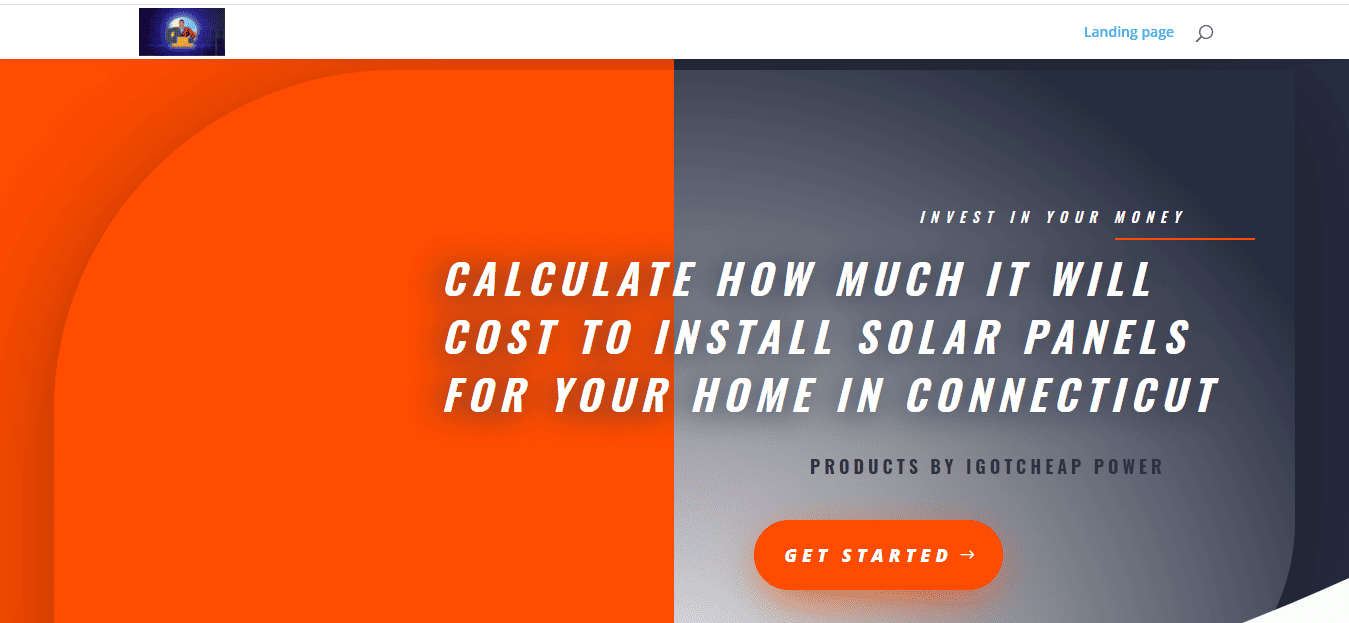 Landing page
INVEST IN YOUR MONEY
CALCULATE HOW MUCH IT WILL
COST TO INSTALL SOLAR PANELS
FOR YOUR HOME IN CONNECTICUT
PRODUCTS BY IGOTCHEAP POWER
GET STARTED →